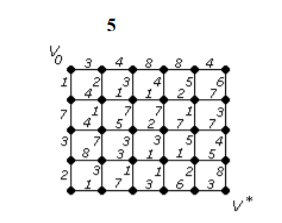 5
V0
3 4 8 8 4
1 2 3 4 5 6
4 1 1 2 7
7 1 7 7 1 3
4 5 2 7 7
3 7 3 3 1 4
8 3 1 5 5
2 3 1 1 2 8
1 7 3 6 3
V*